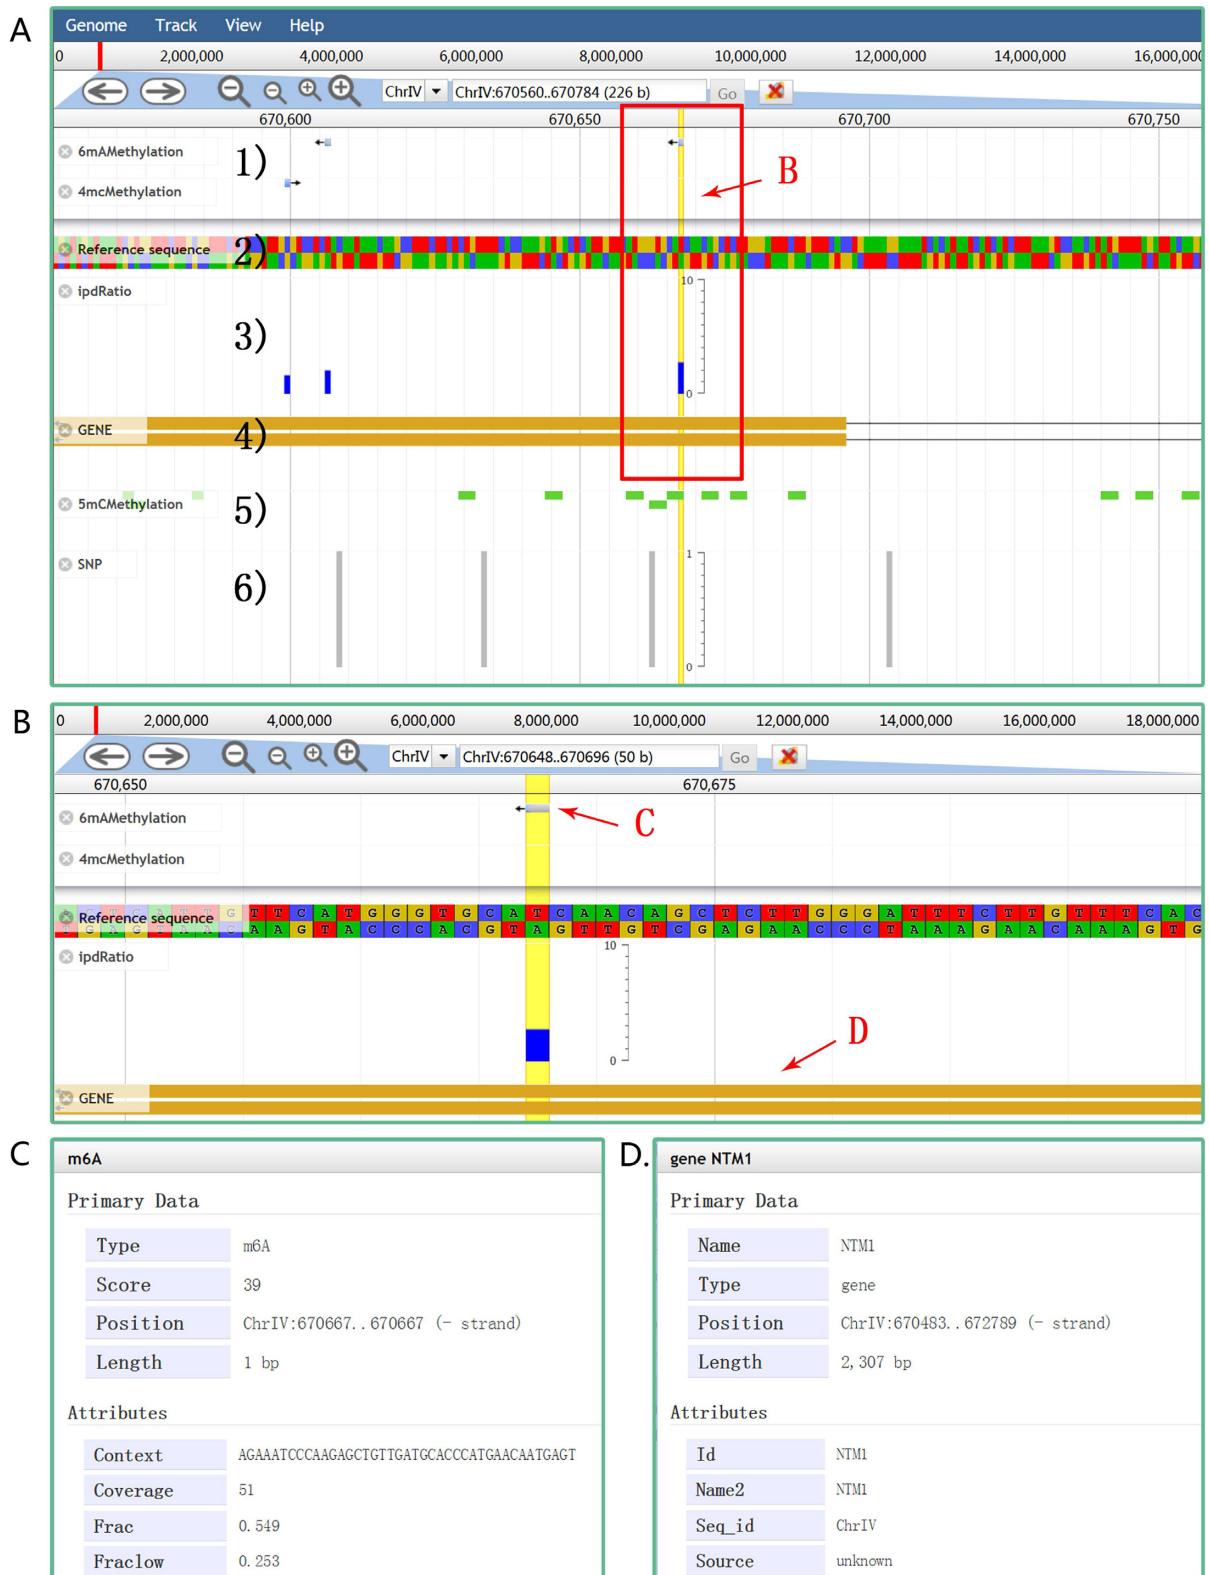 A
Genome Track View Help
0 2,000,000 4,000,000 6,000,000 8,000,000 10,000,000 12,000,000 14,000,000 16,000,000
ChrIV ChrIV:670560..670784 (226 b) Go
670,600 670,650 670,700 670,750
6mAMethylation
1)
B
4mcMethylation
Reference sequence
2)
ipdRatio
10
3)
0
GENE
4)
5mCMethylation
5)
SNP
1
6)
0
B
0 2,000,000 4,000,000 6,000,000 8,000,000 10,000,000 12,000,000 14,000,000 16,000,000 18,000,000
ChrIV ChrIV:670648..670696 (50 b) Go
670,650 670,675
6mAMethylation
C
4mcMethylation
Reference sequence G T T C A T G G G T G C A T C A A C A G C T C T T G G G A T T T C T T G T T T C A C
T G A G T A A C A A G T A C C C A C G T A G T T G T C G A G A A C C C T A A A G A A C A A A G T G
ipdRatio
10
0
D
GENE
C
m6A
Primary Data
Type m6A
Score 39
Position ChrIV:670667..670667 (- strand)
Length 1 bp
Attributes
Context AGAAATCCCAAGAGCTGTTGATGCACCCATGAACAATGAGT
Coverage 51
Frac 0.549
Fraclow 0.253
D.
gene NTM1
Primary Data
Name NTM1
Type gene
Position ChrIV:670483..672789 (- strand)
Length 2,307 bp
Attributes
Id NTM1
Name2 NTM1
Seq_id ChrIV
Source unknown